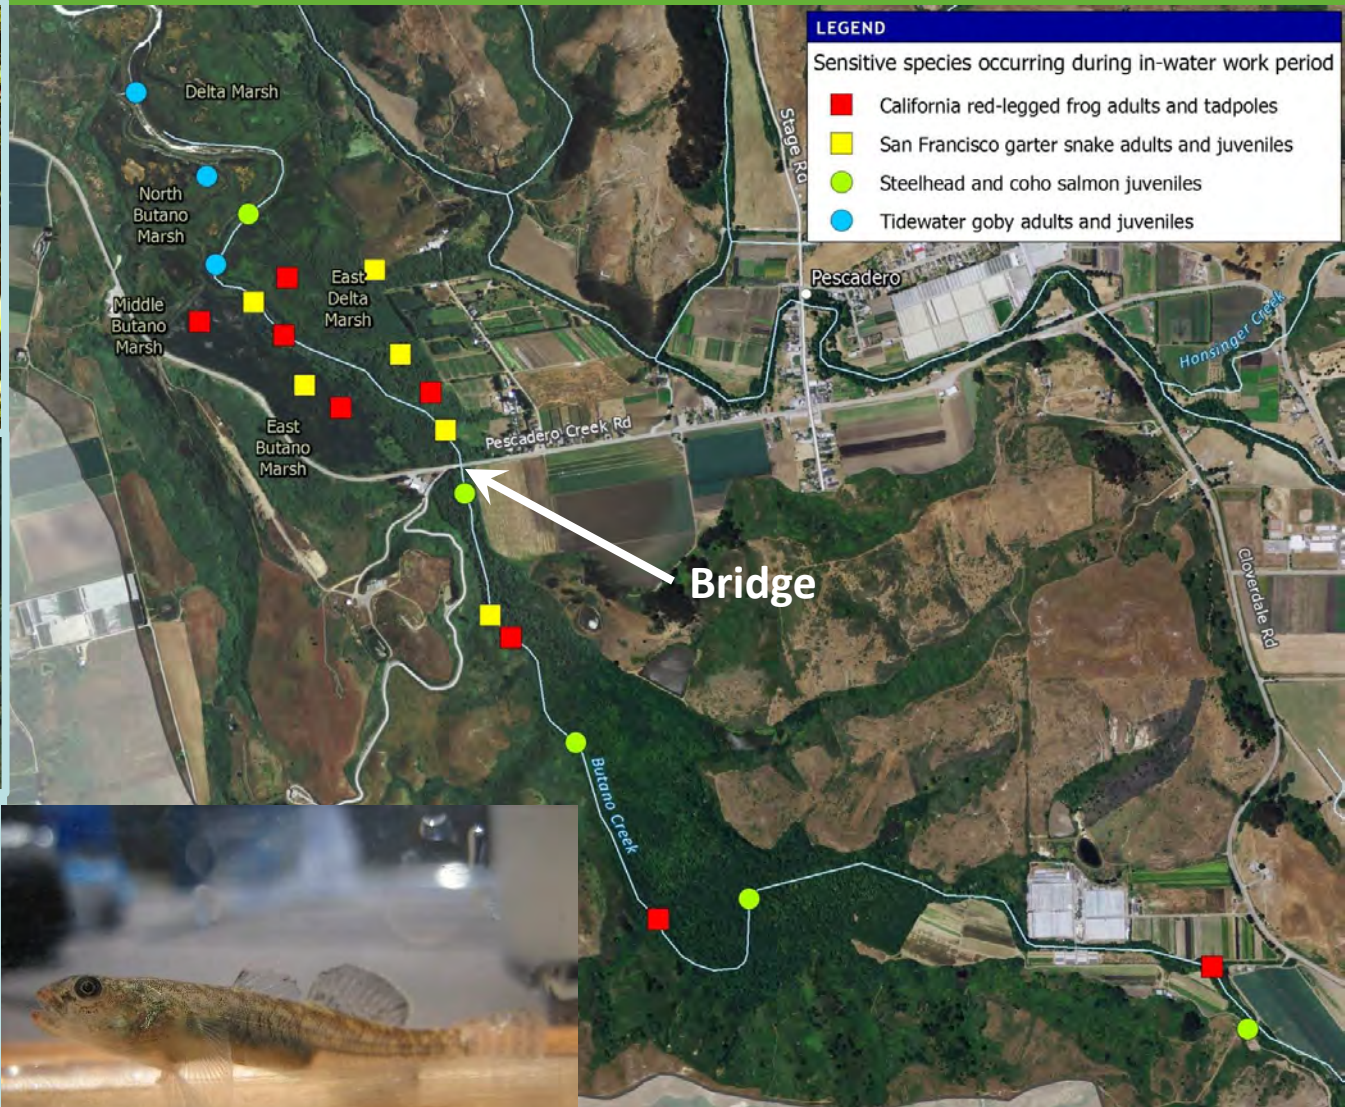 LEGEND
Sensitive species occurring during in-water work period
California red-legged frog adults and tadpoles
San Francisco garter snake adults and juveniles
Steelhead and coho salmon juveniles
Tidewater goby adults and juveniles
Delta Marsh
Stage Rd
North
Butano
Marsh
East
Delta
Marsh
Pescadero
Middle
Butano
Marsh
Honsinger Creek
East
Butano
Marsh
Pescadero Creek Rd
Bridge
Cloverdale Rd
Butano Creek